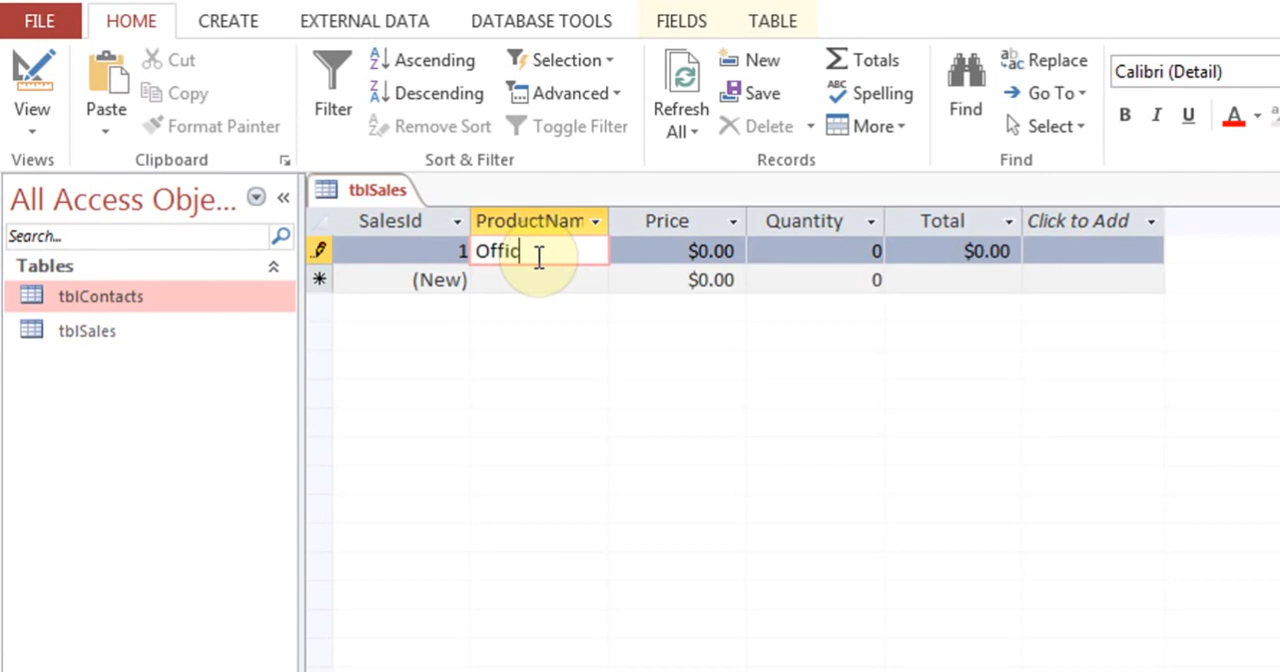 FILE HOME CREATE EXTERNAL DATA DATABASE TOOLS FIELDS TABLE
View
Views
Paste
Cut
Copy
Format Painter
Clipboard
Filter
Ascending
Descending
Remove Sort
Selection
Advanced
Toggle Filter
Sort & Filter
Refresh
All
New
Save
Delete
Totals
Spelling
More
Records
Find
Replace
Go To
Select
Find
Calibri (Detail)
B I U A
All Access Obje...
Search...
Tables
tblContacts
tblSales
tblSales
SalesId ProductNam Price Quantity Total Click to Add
1 Offic $0.00 0 $0.00
(New) $0.00 0